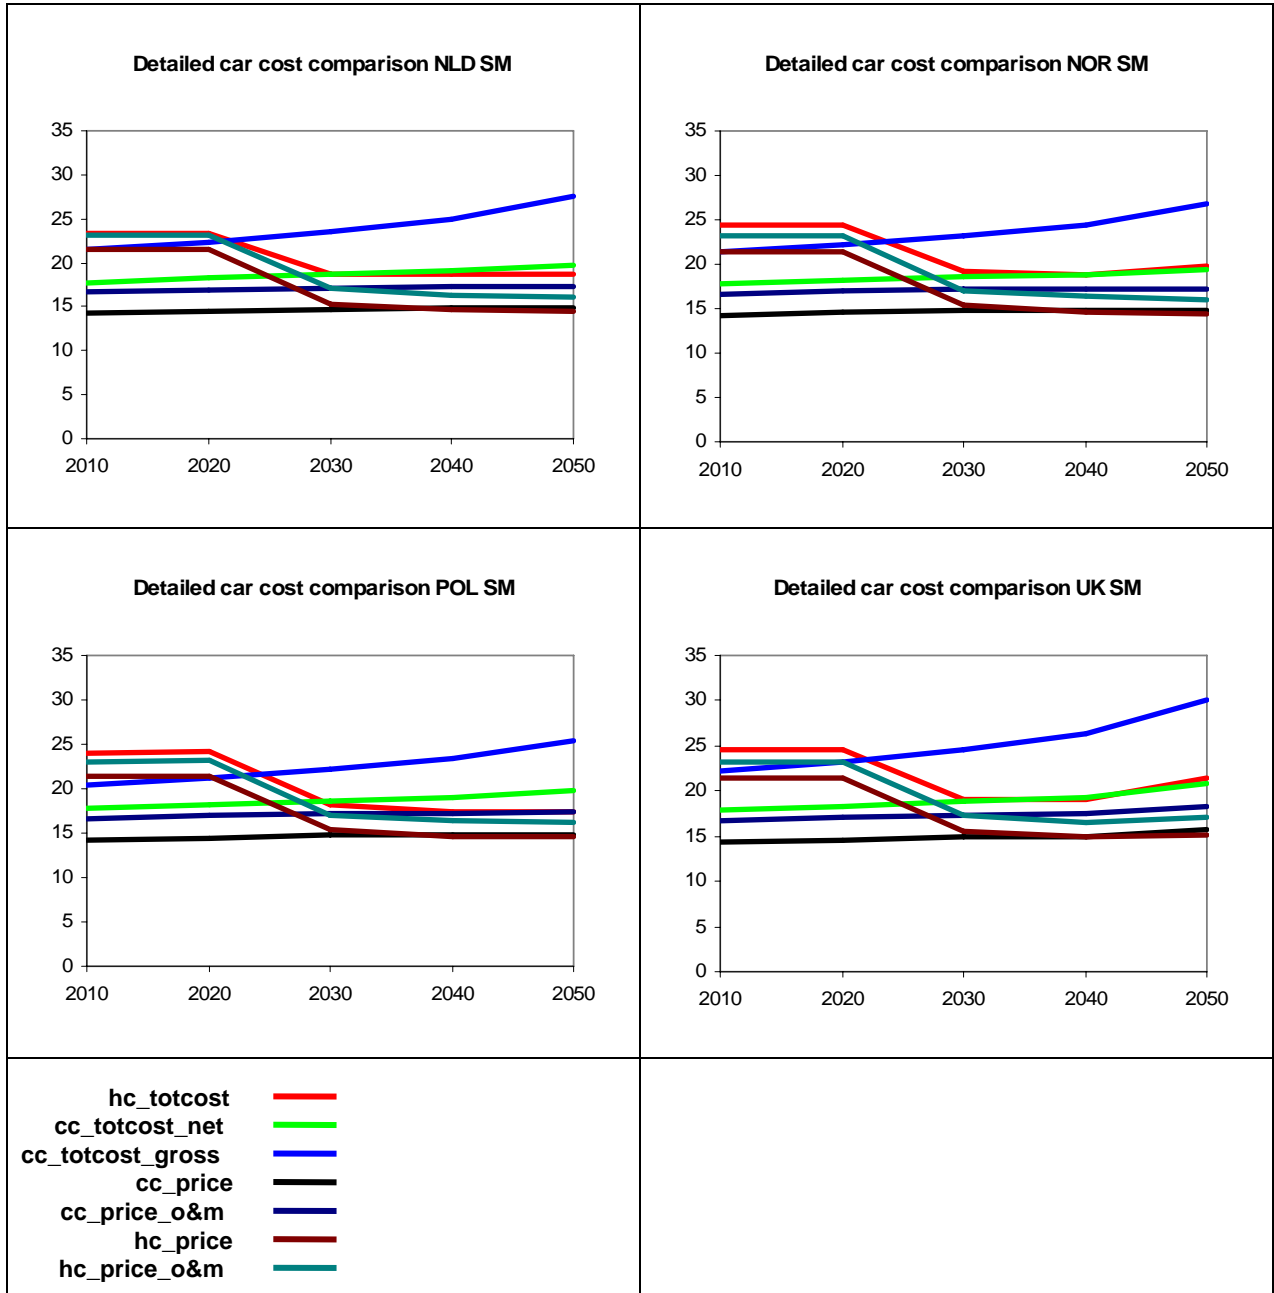 Detailed car cost comparison NLD SM
35
30
25
20
15
10
5
0
2010 2020 2030 2040 2050
Detailed car cost comparison NOR SM
35
30
25
20
15
10
5
0
2010 2020 2030 2040 2050
Detailed car cost comparison POL SM
35
30
25
20
15
10
5
0
2010 2020 2030 2040 2050
Detailed car cost comparison UK SM
35
30
25
20
15
10
5
0
2010 2020 2030 2040 2050
hc_totcost
cc_totcost_net
cc_totcost_gross
cc_price
cc_price_o&m
hc_price
hc_price_o&m